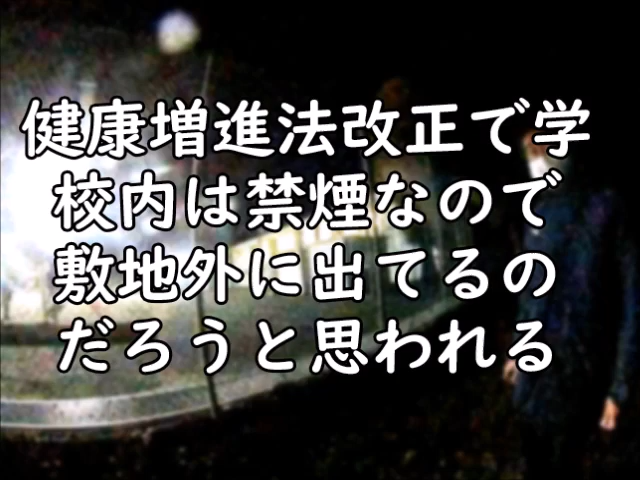 健康増進法改正で学
校内は禁煙なので
敷地外に出てるの
だろうと思われる